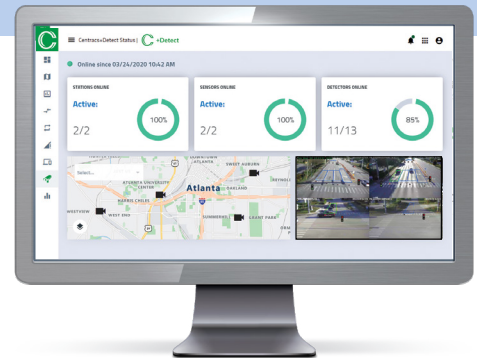 Centracs+Detect Status | C +Detect
Online since 03/24/2020 10:42 AM
STATIONS ONLINE
Active:
2/2
100%
SENSORS ONLINE
Active:
2/2
100%
DETECTORS ONLINE
Active:
11/13
85%
Select...
ATLANTA
SWEET AUBURN
ATLANTA UNIVERSITY
CENTER
Atlanta
OAKLAND
HARRIS CHILES
WEST END
SUMMERHILL
GRANT PARK